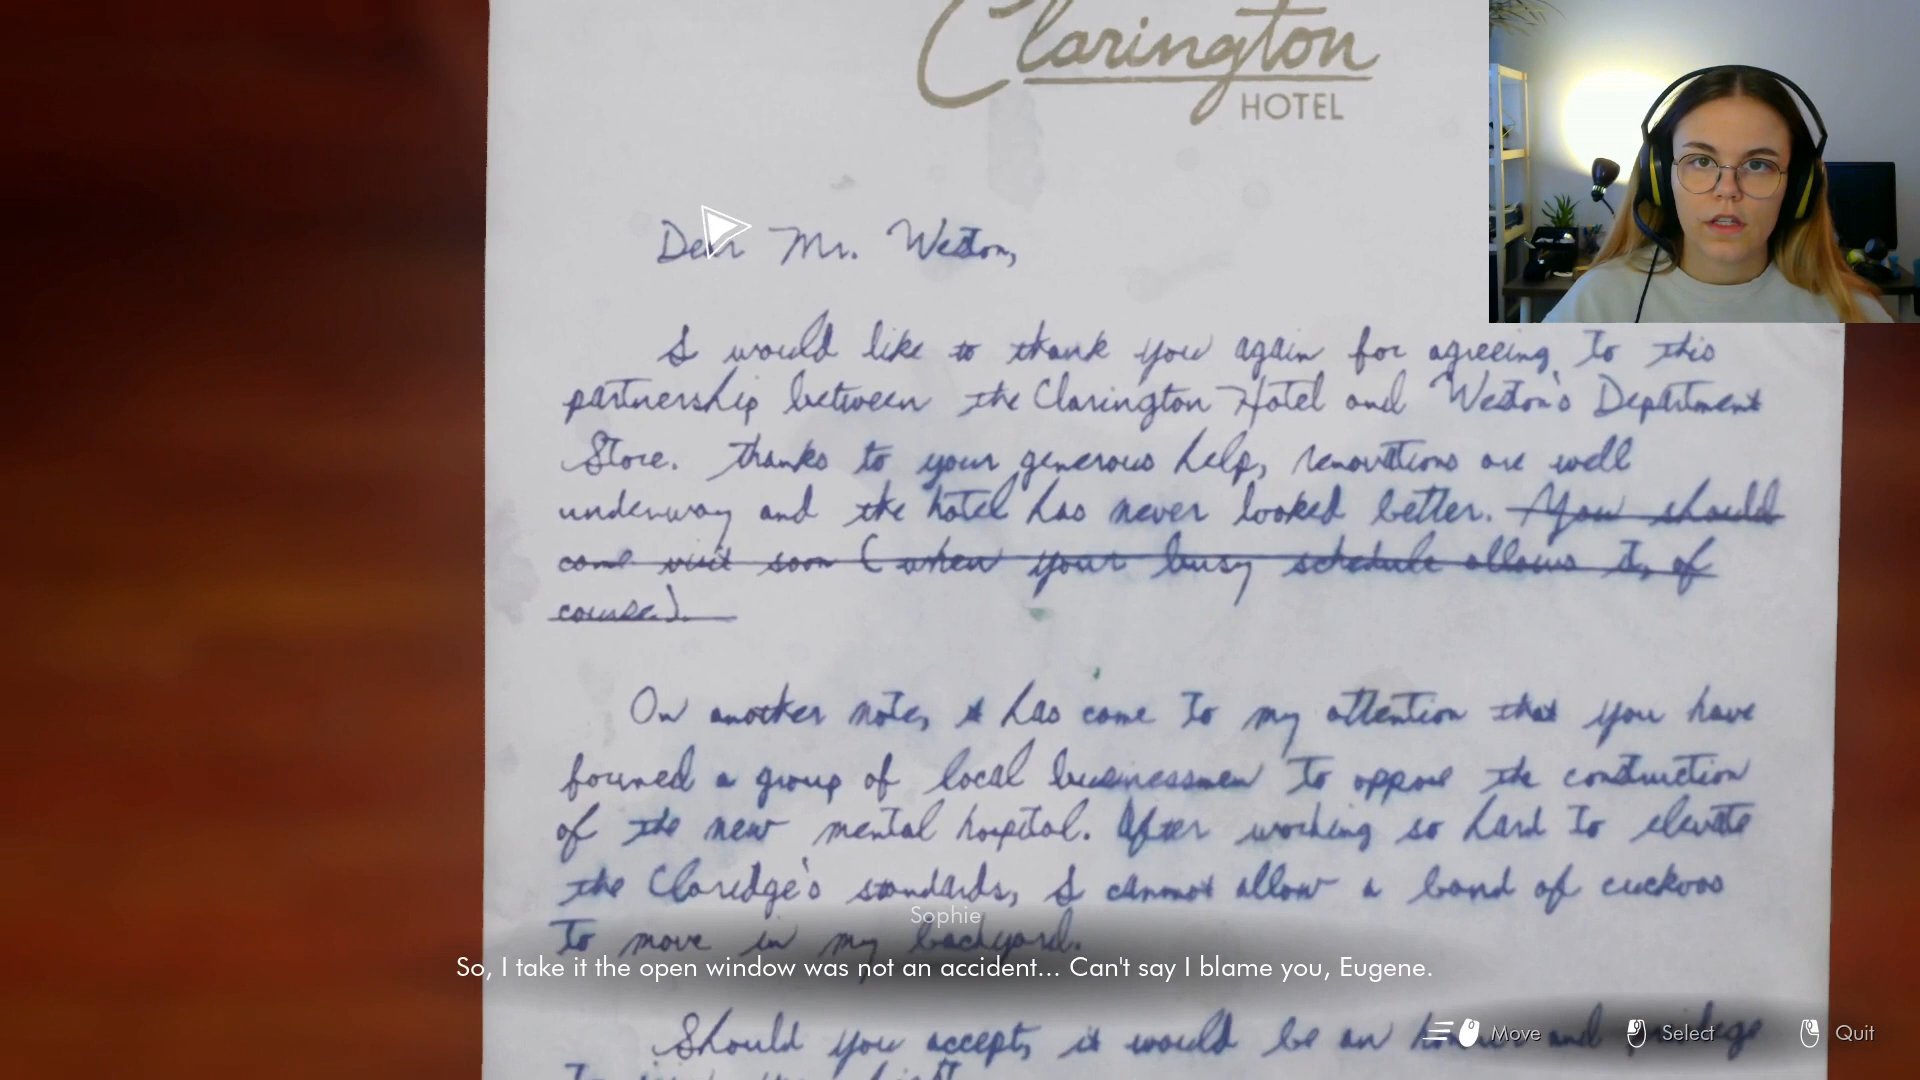 Clarington
HOTEL
Dear Mr. Weston,
I would like to thank you again for agreeing to this
partnership between the Clarington Hotel and Weston's Department
Store. Thanks to your generous help, renovations are well
underway and the hotel has never looked better. You should
come visit soon (when your busy schedule allows it, of
course).
On another note, it has come to my attention that you have
formed a group of local businessmen to oppose the construction
of the new mental hospital. After working so hard to elevate
the Claridge's standards, I cannot allow a band of cuckoos
to move in my backyard.
Sophie
So, I take it the open window was not an accident... Can't say I blame you, Eugene.
Should you accept, it would be an honor and privilege
Move
Select
Quit